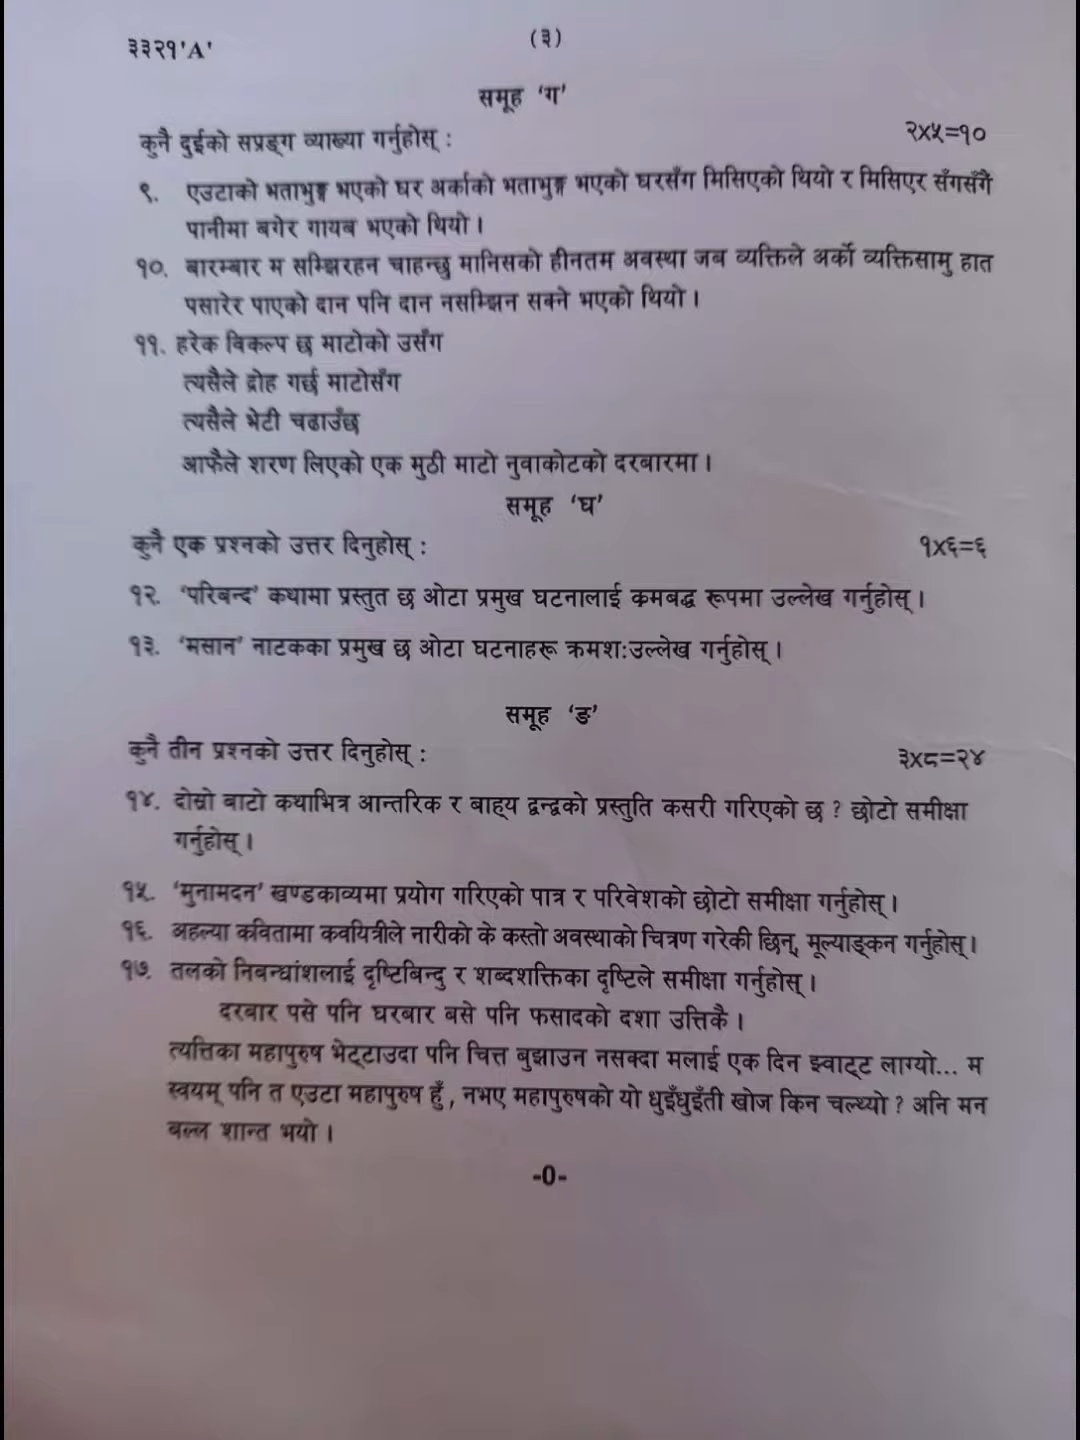 ३३२१'A'
(३)
समूह 'ग'
कुनै दुईको सप्रङ्ग व्याख्या गर्नुहोस् :
२x५=१०
९. एउटाको भताभुङ्ग भएको घर अर्काको भताभुङ्ग भएको घरसँग मिसिएको थियो र मिसिएर सँगसँगै
पानीमा बगेर गायब भएको थियो ।
१०. बारम्बार म सम्झिरहन चाहन्छु मानिसको हीनतम अवस्था जब व्यक्तिले अर्को व्यक्तिसामु हात
पसारेर पाएको दान पनि दान नसम्झिन सक्ने भएको थियो ।
११. हरेक विकल्प छ माटोको उसँग
त्यसैले द्रोह गर्छ माटोसँग
त्यसैले भेटी चढाउँछ
आफैले शरण लिएको एक मुठी माटो नुवाकोटको दरबारमा ।
समूह 'घ'
कुनै एक प्रश्नको उत्तर दिनुहोस् :
१x६=६
१२. 'परिबन्द' कथामा प्रस्तुत छ ओटा प्रमुख घटनालाई क्रमबद्ध रूपमा उल्लेख गर्नुहोस् ।
१३. 'मसान' नाटकका प्रमुख छ ओटा घटनाहरू क्रमशःउल्लेख गर्नुहोस् ।
समूह 'ङ'
कुनै तीन प्रश्नको उत्तर दिनुहोस् :
३x८=२४
१४. दोस्रो बाटो कथाभित्र आन्तरिक र बाह्य द्वन्द्वको प्रस्तुति कसरी गरिएको छ ? छोटो समीक्षा
गर्नुहोस् ।
१५. 'मुनामदन' खण्डकाव्यमा प्रयोग गरिएको पात्र र परिवेशको छोटो समीक्षा गर्नुहोस् ।
१६. अहल्या कवितामा कवयित्रीले नारीको के कस्तो अवस्थाको चित्रण गरेकी छिन्, मूल्याङ्कन गर्नुहोस् ।
१७. तलको निबन्धांशलाई दृष्टिबिन्दु र शब्दशक्तिका दृष्टिले समीक्षा गर्नुहोस् ।
दरबार पसे पनि घरबार बसे पनि फसादको दशा उत्तिकै ।
त्यत्तिका महापुरुष भेट्टाउदा पनि चित्त बुझाउन नसक्दा मलाई एक दिन झ्वाट्ट लाग्यो... म
स्वयम् पनि त एउटा महापुरुष हुँ , नभए महापुरुषको यो धुइँधुइँती खोज किन चल्थ्यो ? अनि मन
बल्ल शान्त भयो ।
-0-